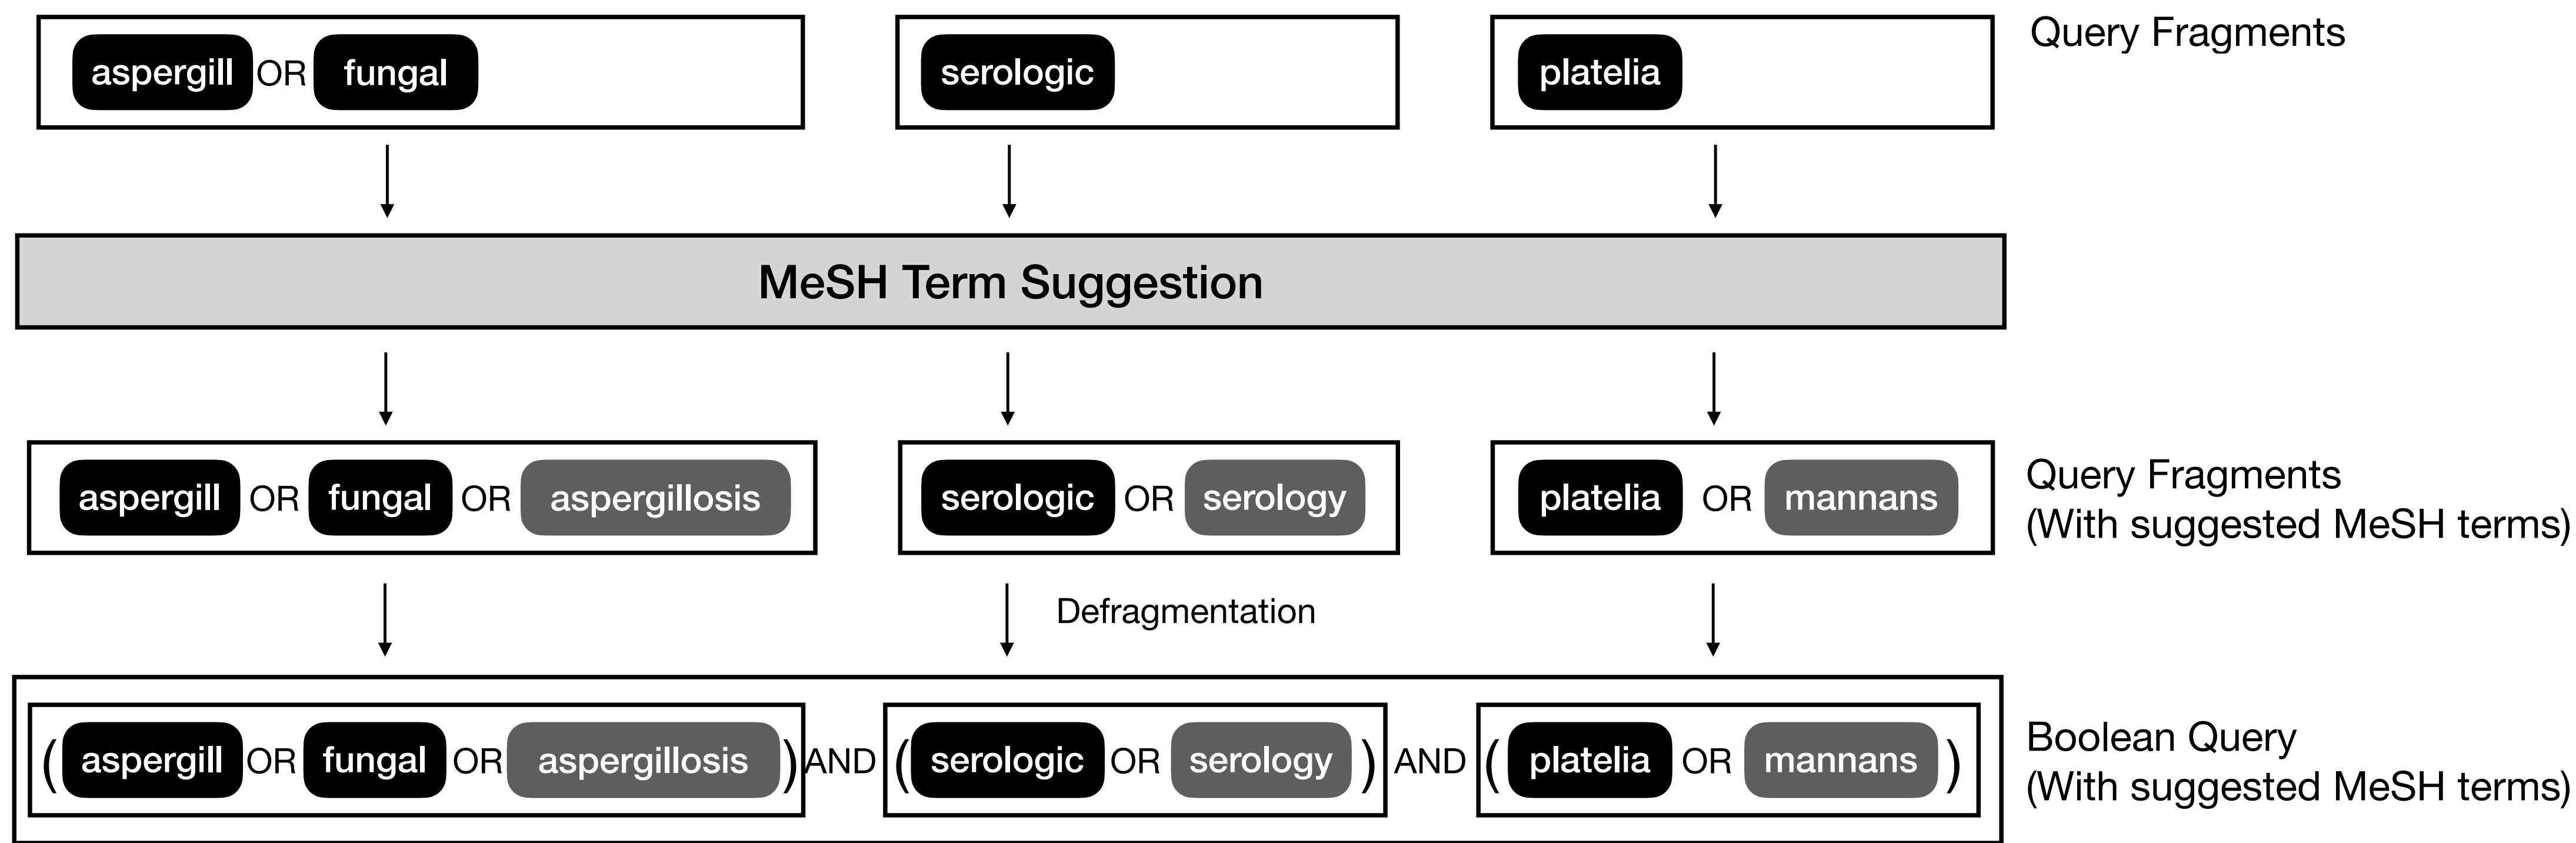 aspergill OR fungal
serologic
platelia
Query Fragments
MeSH Term Suggestion
aspergill OR fungal OR aspergillosis
serologic OR serology
platelia OR mannans
Query Fragments
(With suggested MeSH terms)
Defragmentation
(aspergill OR fungal OR aspergillosis) AND (serologic OR serology) AND (platelia OR mannans)
Boolean Query
(With suggested MeSH terms)